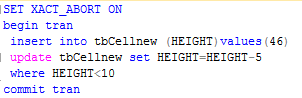 SET XACT_ABORT ON
begin tran
insert into tbCellnew (HEIGHT)values(46)
update tbCellnew set HEIGHT=HEIGHT-5
where HEIGHT<10
commit tran